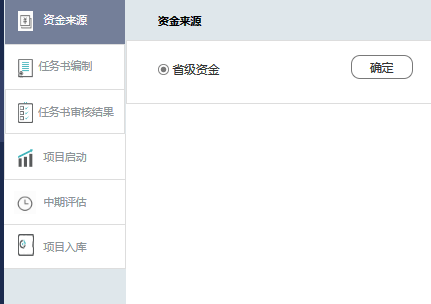 资金来源
任务书编制
任务书审核结果
项目启动
中期评估
项目入库
资金来源
省级资金 确定